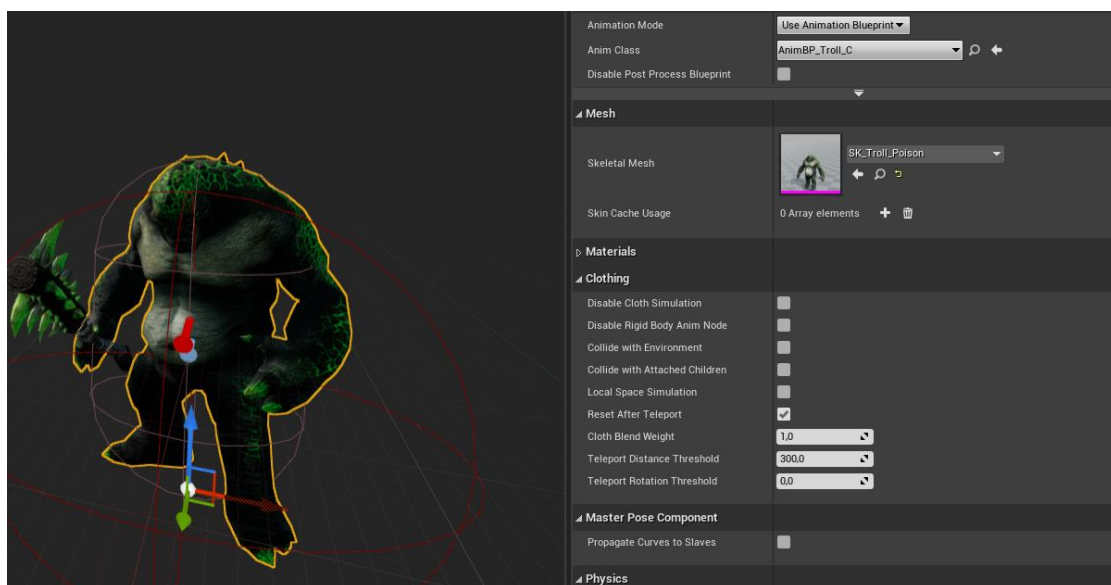 Animation Mode Use Animation Blueprint
Anim Class AnimBP_Troll_C
Disable Post Process Blueprint
Mesh
Skeletal Mesh SK_Troll_Poison
Skin Cache Usage 0 Array elements
Materials
Clothing
Disable Cloth Simulation
Disable Rigid Body Anim Node
Collide with Environment
Collide with Attached Children
Local Space Simulation
Reset After Teleport
Cloth Blend Weight 1,0
Teleport Distance Threshold 300,0
Teleport Rotation Threshold 0,0
Master Pose Component
Propagate Curves to Slaves
Physics